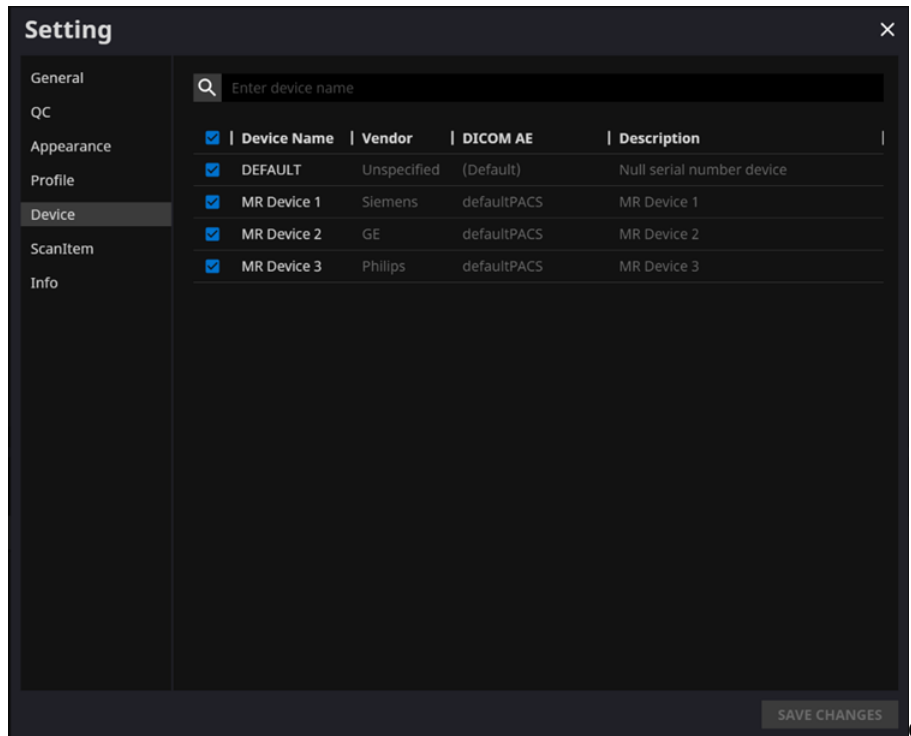 Setting
General
QC
Appearance
Profile
Device
ScanItem
Info
Enter device name
Device Name Vendor DICOM AE Description
DEFAULT Unspecified (Default) Null serial number device
MR Device 1 Siemens defaultPACS MR Device 1
MR Device 2 GE defaultPACS MR Device 2
MR Device 3 Philips defaultPACS MR Device 3
SAVE CHANGES